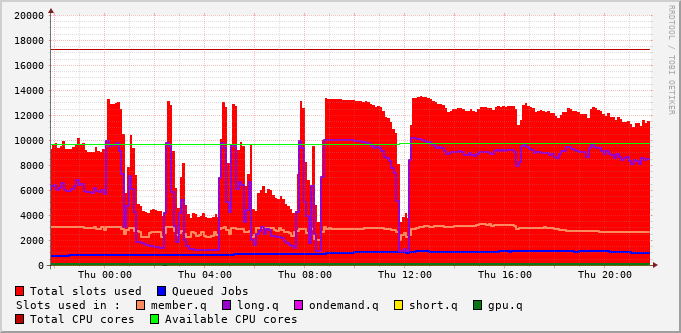 20000
18000
16000
14000
12000
10000
8000
6000
4000
2000
0
Thu 00:00 Thu 04:00 Thu 08:00 Thu 12:00 Thu 16:00 Thu 20:00
RRDTOOL / TOBI OETIKER
Total slots used Queued Jobs
Slots used in : member.q long.q ondemand.q short.q gpu.q
Total CPU cores Available CPU cores